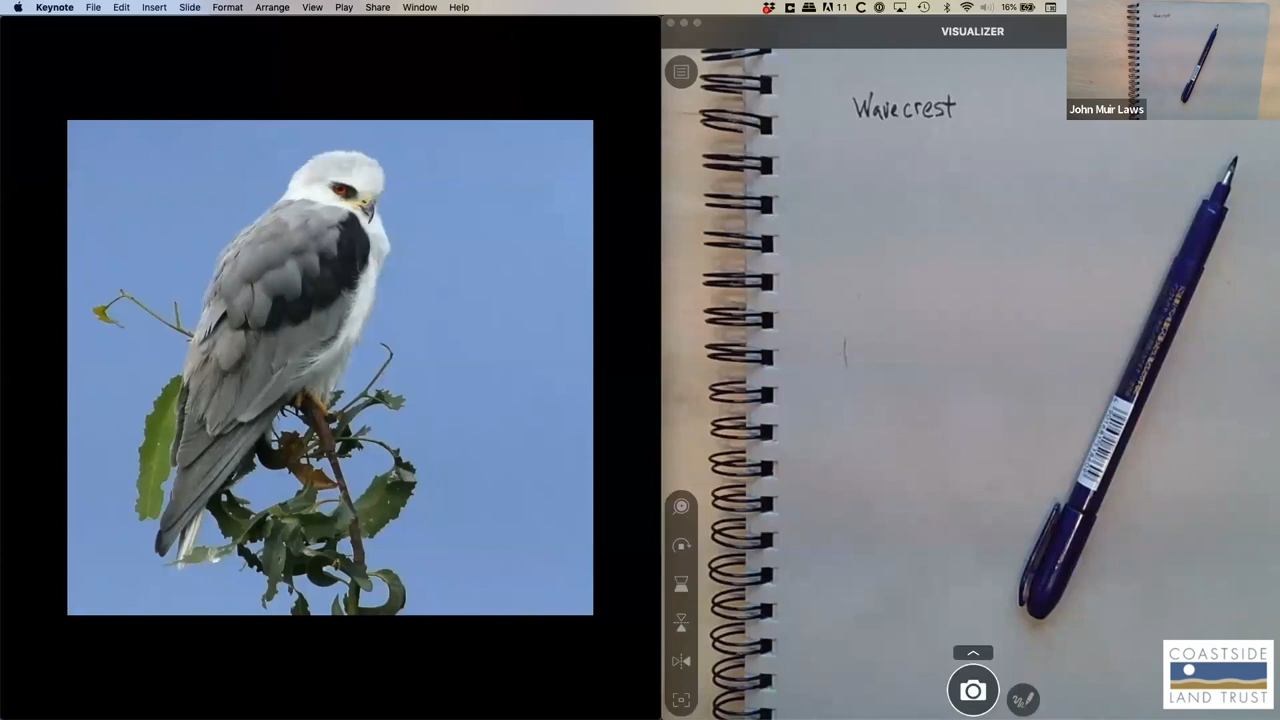 Keynote File Edit Insert Slide Format Arrange View Play Share Window Help
11 16%
VISUALIZER
John Muir Laws
Wavecrest
COASTSIDE
LAND TRUST